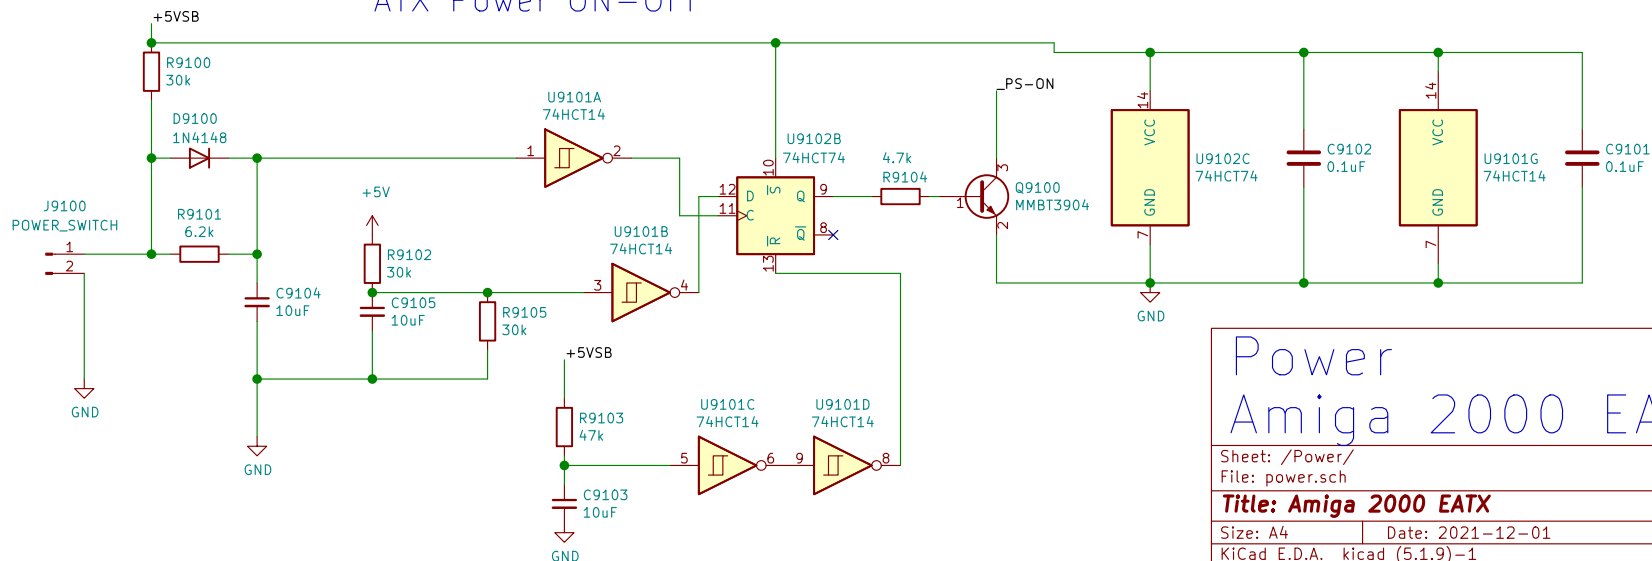 ATX Power ON-OFF
+5VSB
R9100
30k
D9100
1N4148
J9100
POWER_SWITCH
1
2
GND
R9101
6.2k
C9104
10uF
GND
+5V
R9102
30k
C9105
10uF
R9105
30k
U9101A
74HCT14
1
2
U9101B
74HCT14
3
4
+5VSB
R9103
47k
C9103
10uF
GND
U9101C
74HCT14
5
6
U9101D
74HCT14
9
8
U9102B
74HCT74
10
S
12
D
11
C
Q
9
Q
8
R
13
4.7k
R9104
_PS-ON
3
1
2
Q9100
MMBT3904
14
VCC
GND
7
U9102C
74HCT74
GND
C9102
0.1uF
14
VCC
GND
7
U9101G
74HCT14
C9101
0.1uF
Power
Amiga 2000 EA
Sheet: /Power/
File: power.sch
Title: Amiga 2000 EATX
Size: A4
Date: 2021-12-01
KiCad E.D.A. kicad (5.1.9)-1